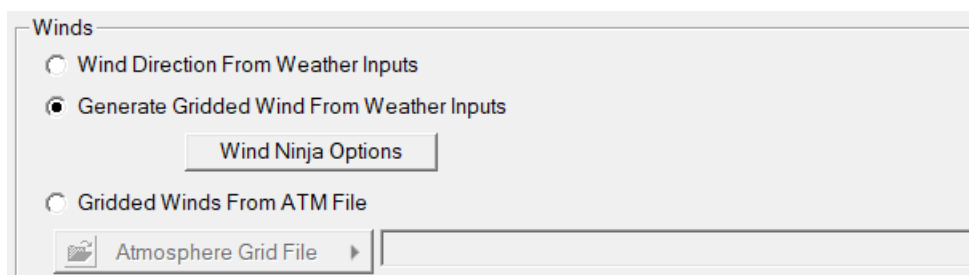 Winds
Wind Direction From Weather Inputs
Generate Gridded Wind From Weather Inputs
Wind Ninja Options
Gridded Winds From ATM File
Atmosphere Grid File